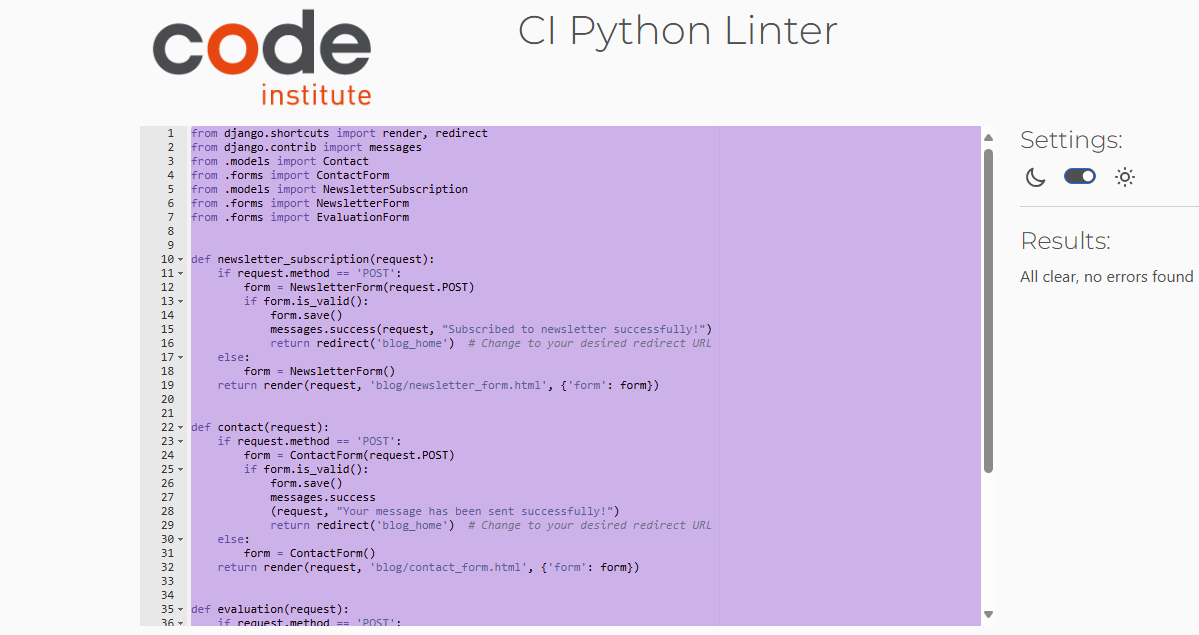 code
institute
CI Python Linter
1 from django.shortcuts import render, redirect
2 from django.contrib import messages
3 from .models import Contact
4 from .forms import ContactForm
5 from .models import NewsletterSubscription
6 from .forms import NewsletterForm
7 from .forms import EvaluationForm
8
9
10 def newsletter_subscription(request):
11     if request.method == 'POST':
12         form = NewsletterForm(request.POST)
13         if form.is_valid():
14             form.save()
15             messages.success(request, "Subscribed to newsletter successfully!")
16             return redirect('blog_home')  # Change to your desired redirect URL
17     else:
18         form = NewsletterForm()
19     return render(request, 'blog/newsletter_form.html', {'form': form})
20
21
22 def contact(request):
23     if request.method == 'POST':
24         form = ContactForm(request.POST)
25         if form.is_valid():
26             form.save()
27             messages.success
28             (request, "Your message has been sent successfully!")
29             return redirect('blog_home')  # Change to your desired redirect URL
30     else:
31         form = ContactForm()
32     return render(request, 'blog/contact_form.html', {'form': form})
33
34
35 def evaluation(request):
36     if request.method == 'POST':
Settings:
Results:
All clear, no errors found